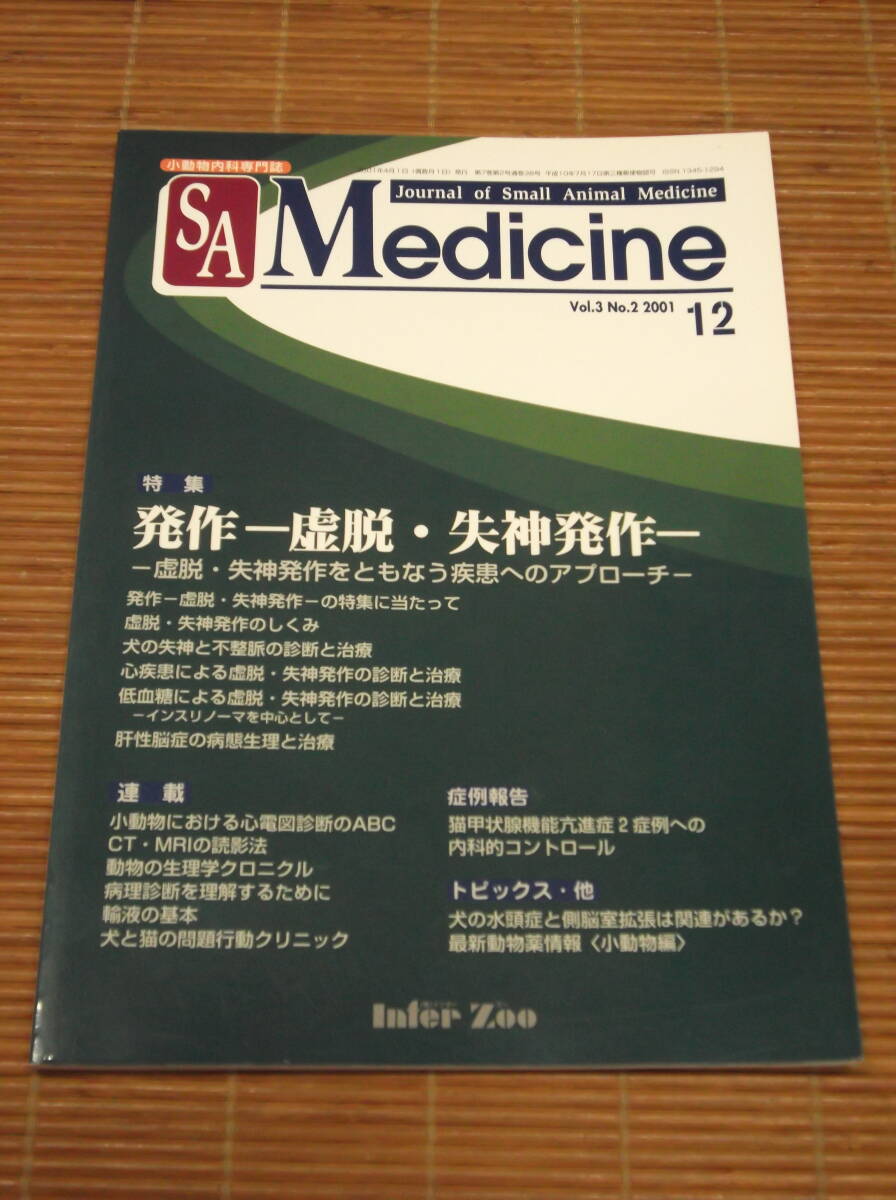 小動物内科専門誌
ISSN 1345-1294
SA
Journal of Small Animal Medicine
Medicine
Vol.3 No.2 2001 12
特集
発作―虚脱・失神発作―
－虚脱・失神発作をともなう疾患へのアプローチ－
発作－虚脱・失神発作－の特集に当たって
虚脱・失神発作のしくみ
犬の失神と不整脈の診断と治療
心疾患による虚脱・失神発作の診断と治療
低血糖による虚脱・失神発作の診断と治療
－インスリノーマを中心として－
肝性脳症の病態生理と治療
連載
小動物における心電図診断のABC
CT・MRIの読影法
動物の生理学クロニクル
病理診断を理解するために
輸液の基本
犬と猫の問題行動クリニック
症例報告
猫甲状腺機能亢進症2症例への
内科的コントロール
トピックス・他
犬の水頭症と側脳室拡張は関連があるか？
最新動物薬情報〈小動物編〉
Inter Zoo